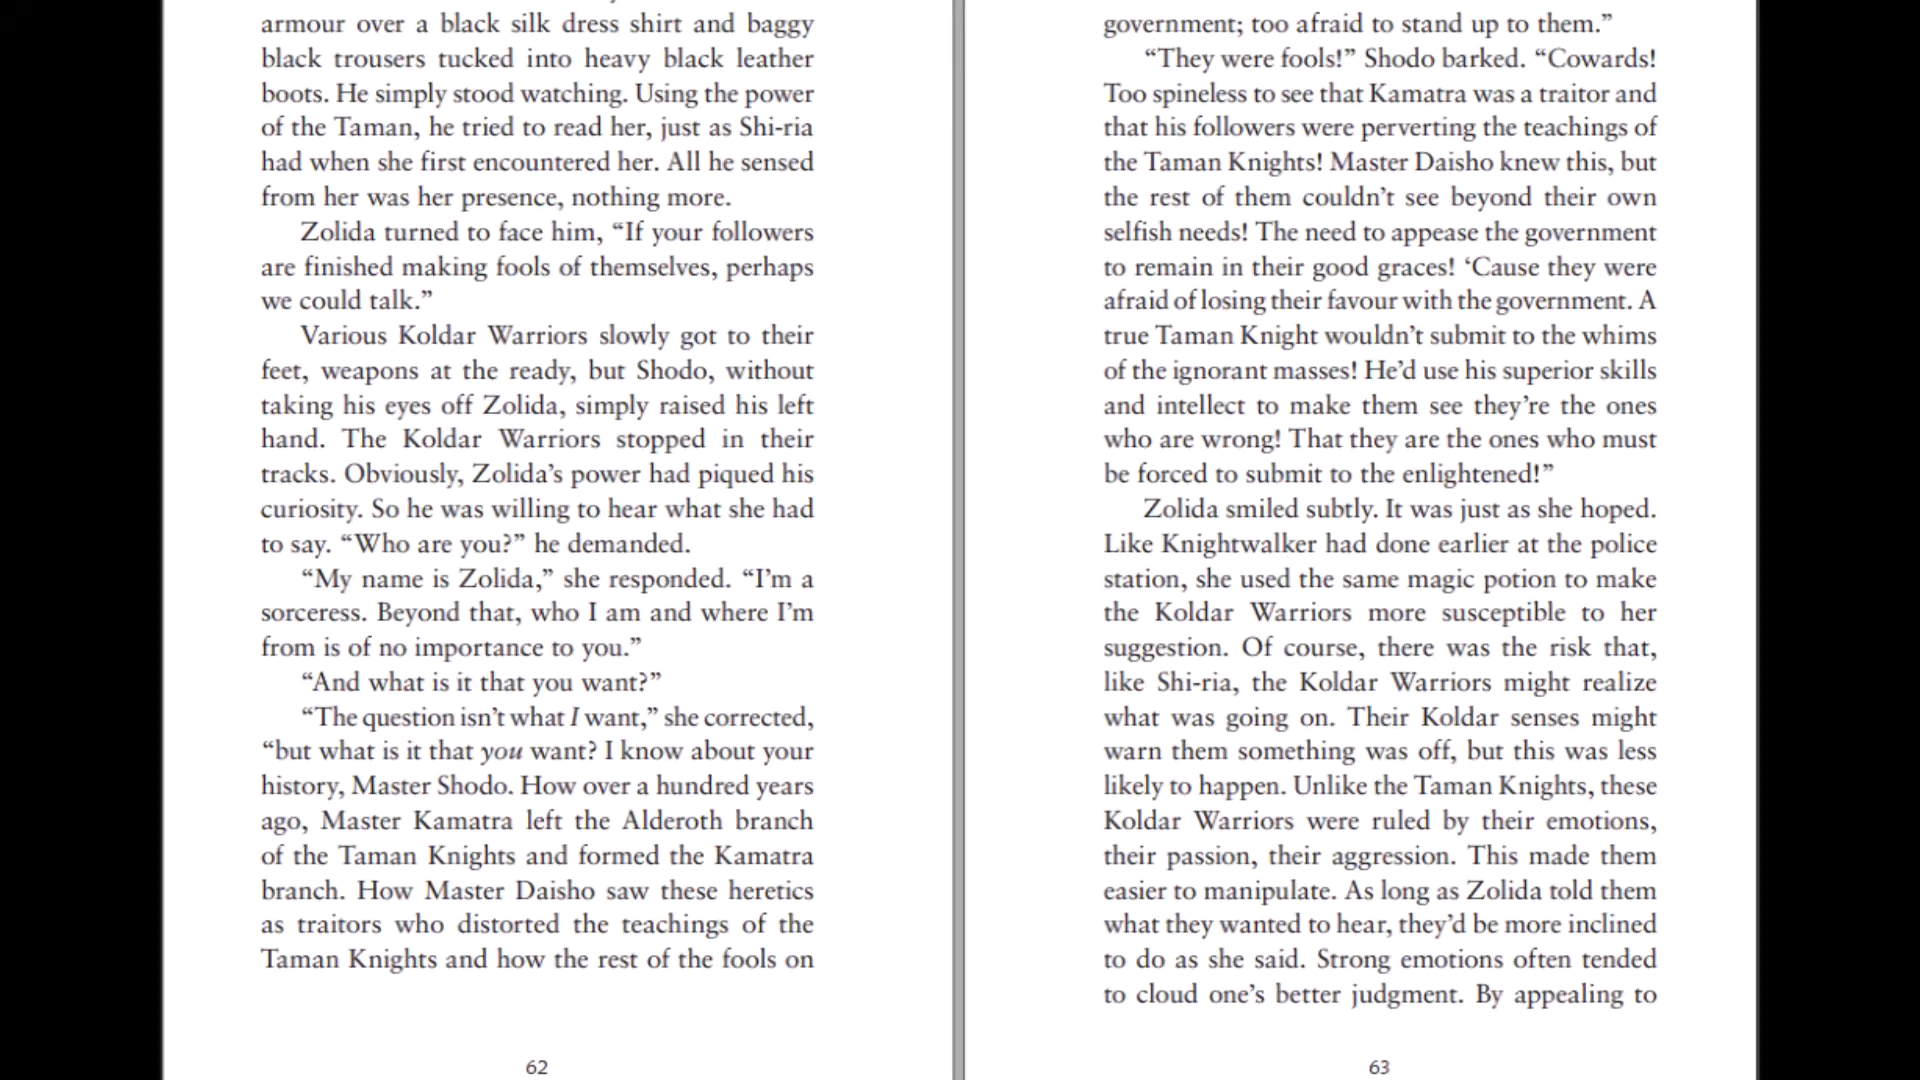 armour over a black silk dress shirt and baggy
black trousers tucked into heavy black leather
boots. He simply stood watching. Using the power
of the Taman, he tried to read her, just as Shi-ria
had when she first encountered her. All he sensed
from her was her presence, nothing more.
Zolida turned to face him, “If your followers
are finished making fools of themselves, perhaps
we could talk.”
Various Koldar Warriors slowly got to their
feet, weapons at the ready, but Shodo, without
taking his eyes off Zolida, simply raised his left
hand. The Koldar Warriors stopped in their
tracks. Obviously, Zolida’s power had piqued his
curiosity. So he was willing to hear what she had
to say. “Who are you?” he demanded.
“My name is Zolida,” she responded. “I’m a
sorceress. Beyond that, who I am and where I’m
from is of no importance to you.”
“And what is it that you want?”
“The question isn’t what I want,” she corrected,
“but what is it that you want? I know about your
history, Master Shodo. How over a hundred years
ago, Master Kamatra left the Alderoth branch
of the Taman Knights and formed the Kamatra
branch. How Master Daisho saw these heretics
as traitors who distorted the teachings of the
Taman Knights and how the rest of the fools on
62
government; too afraid to stand up to them.”
“They were fools!” Shodo barked. “Cowards!
Too spineless to see that Kamatra was a traitor and
that his followers were perverting the teachings of
the Taman Knights! Master Daisho knew this, but
the rest of them couldn’t see beyond their own
selfish needs! The need to appease the government
to remain in their good graces! ‘Cause they were
afraid of losing their favour with the government. A
true Taman Knight wouldn’t submit to the whims
of the ignorant masses! He’d use his superior skills
and intellect to make them see they’re the ones
who are wrong! That they are the ones who must
be forced to submit to the enlightened!”
Zolida smiled subtly. It was just as she hoped.
Like Knightwalker had done earlier at the police
station, she used the same magic potion to make
the Koldar Warriors more susceptible to her
suggestion. Of course, there was the risk that,
like Shi-ria, the Koldar Warriors might realize
what was going on. Their Koldar senses might
warn them something was off, but this was less
likely to happen. Unlike the Taman Knights, these
Koldar Warriors were ruled by their emotions,
their passion, their aggression. This made them
easier to manipulate. As long as Zolida told them
what they wanted to hear, they’d be more inclined
to do as she said. Strong emotions often tended
to cloud one’s better judgment. By appealing to
63